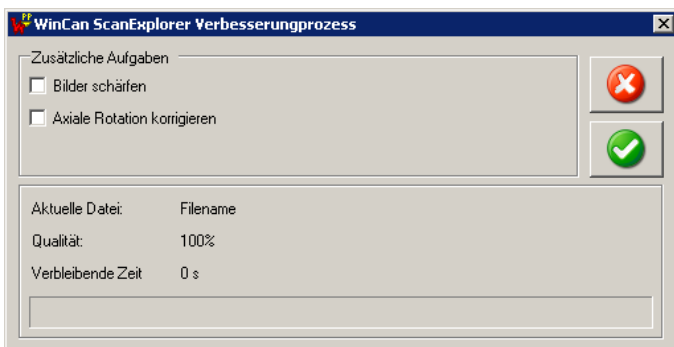 WinCan ScanExplorer Verbesserungprozess
Zusätzliche Aufgaben
Bilder schärfen
Axiale Rotation korrigieren
Aktuelle Datei: Filename
Qualität: 100%
Verbleibende Zeit 0 s